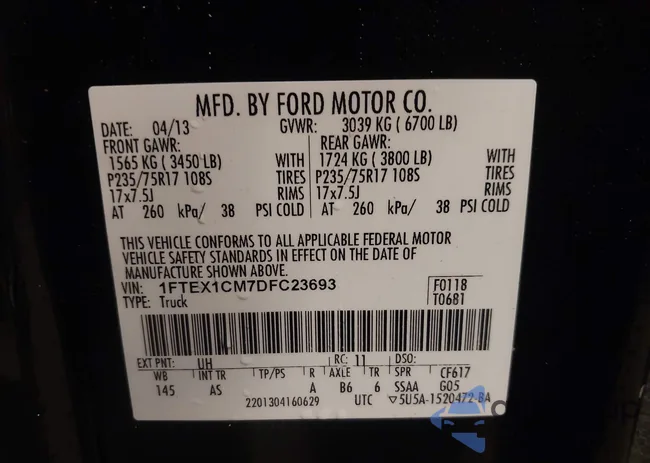 MFD. BY FORD MOTOR CO.
DATE: 04/13 GVWR: 3039 KG ( 6700 LB)
FRONT GAWR: REAR GAWR:
1565 KG ( 3450 LB) WITH 1724 KG ( 3800 LB) WITH
P235/75R17 108S TIRES P235/75R17 108S TIRES
17x7.5J RIMS 17x7.5J RIMS
AT 260 kPa/ 38 PSI COLD AT 260 kPa/ 38 PSI COLD
THIS VEHICLE CONFORMS TO ALL APPLICABLE FEDERAL MOTOR
VEHICLE SAFETY STANDARDS IN EFFECT ON THE DATE OF
MANUFACTURE SHOWN ABOVE.
VIN: 1FTEX1CM7DFC23693 F0118
TYPE: Truck T0681
EXT PNT: UH RC: 11 DSO:
WB INT TR TP/PS R AXLE TR SPR CF617
145 AS A B6 6 SSAA G05
2201304160629 UTC ▽5U5A-1520472-BA